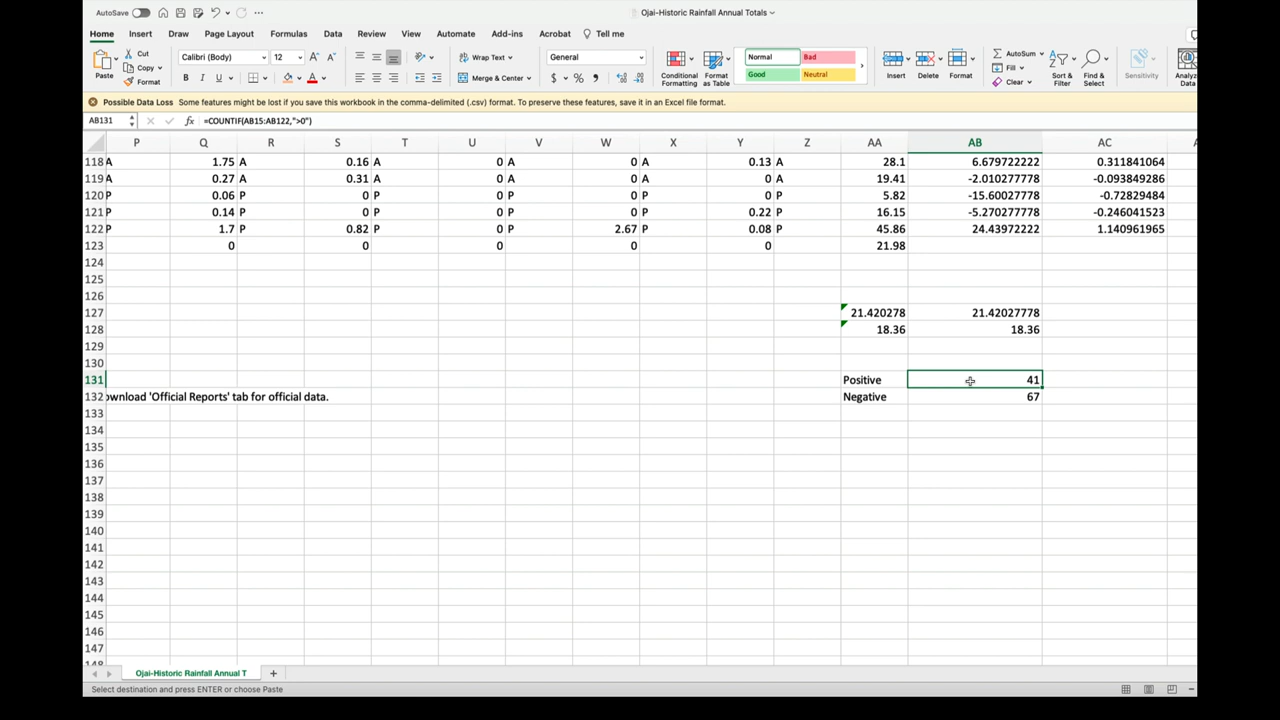 AutoSave
Ojai-Historic Rainfall Annual Totals
Home Insert Draw Page Layout Formulas Data Review View Automate Add-ins Acrobat Tell me
Paste
Cut
Copy
Format
Calibri (Body) 12
B I U
Wrap Text
Merge & Center
General
$ % ,
Conditional Formatting
Format as Table
Normal Bad
Good Neutral
Insert Delete Format
AutoSum
Fill
Clear
Sort & Filter
Find & Select
Sensitivity
Possible Data Loss Some features might be lost if you save this workbook in the comma-delimited (.csv) format. To preserve these features, save it in an Excel file format.
AB131 fx =COUNTIF(AB15:AB122,">0")
P Q R S T U V W X Y Z AA AB AC
118 A 1.75 A 0.16 A 0 A 0 A 0.13 A 28.1 6.679722222 0.311841064
119 A 0.27 A 0.31 A 0 A 0 A 0 A 19.41 -2.010277778 -0.093849286
120 P 0.06 P 0 P 0 P 0 P 0 P 5.82 -15.60027778 -0.72829484
121 P 0.14 P 0 P 0 P 0 P 0.22 P 16.15 -5.270277778 -0.246041523
122 P 1.7 P 0.82 P 0 P 2.67 P 0.08 P 45.86 24.43972222 1.140961965
123 0 0 0 0 0 21.98
124
125
126
127 21.420278 21.42027778
128 18.36 18.36
129
130
131 Positive 41
132 ownload 'Official Reports' tab for official data. Negative 67
133
134
135
136
137
138
139
140
141
142
143
144
145
146
147
Ojai-Historic Rainfall Annual T
Select destination and press ENTER or choose Paste